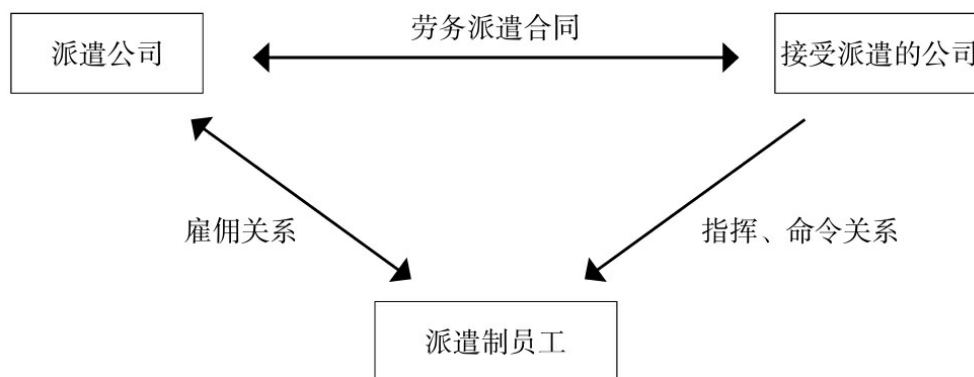 劳务派遣合同
派遣公司
接受派遣的公司
雇佣关系
指挥、命令关系
派遣制员工